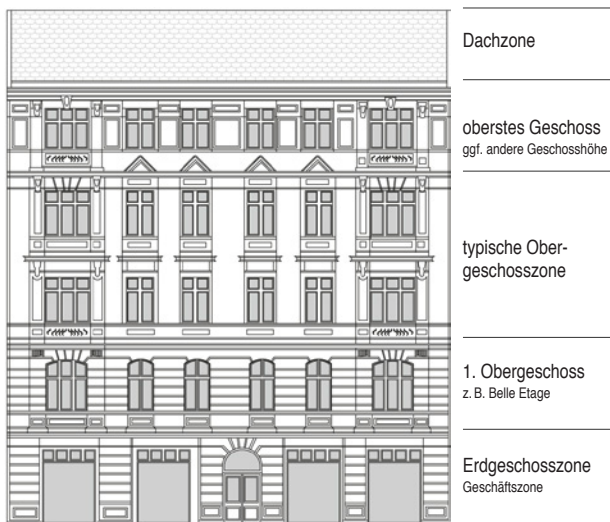 Dachzone
oberstes Geschoss
ggf. andere Geschosshöhe
typische Ober-
geschosszone
1. Obergeschoss
z. B. Belle Etage
Erdgeschosszone
Geschäftszone